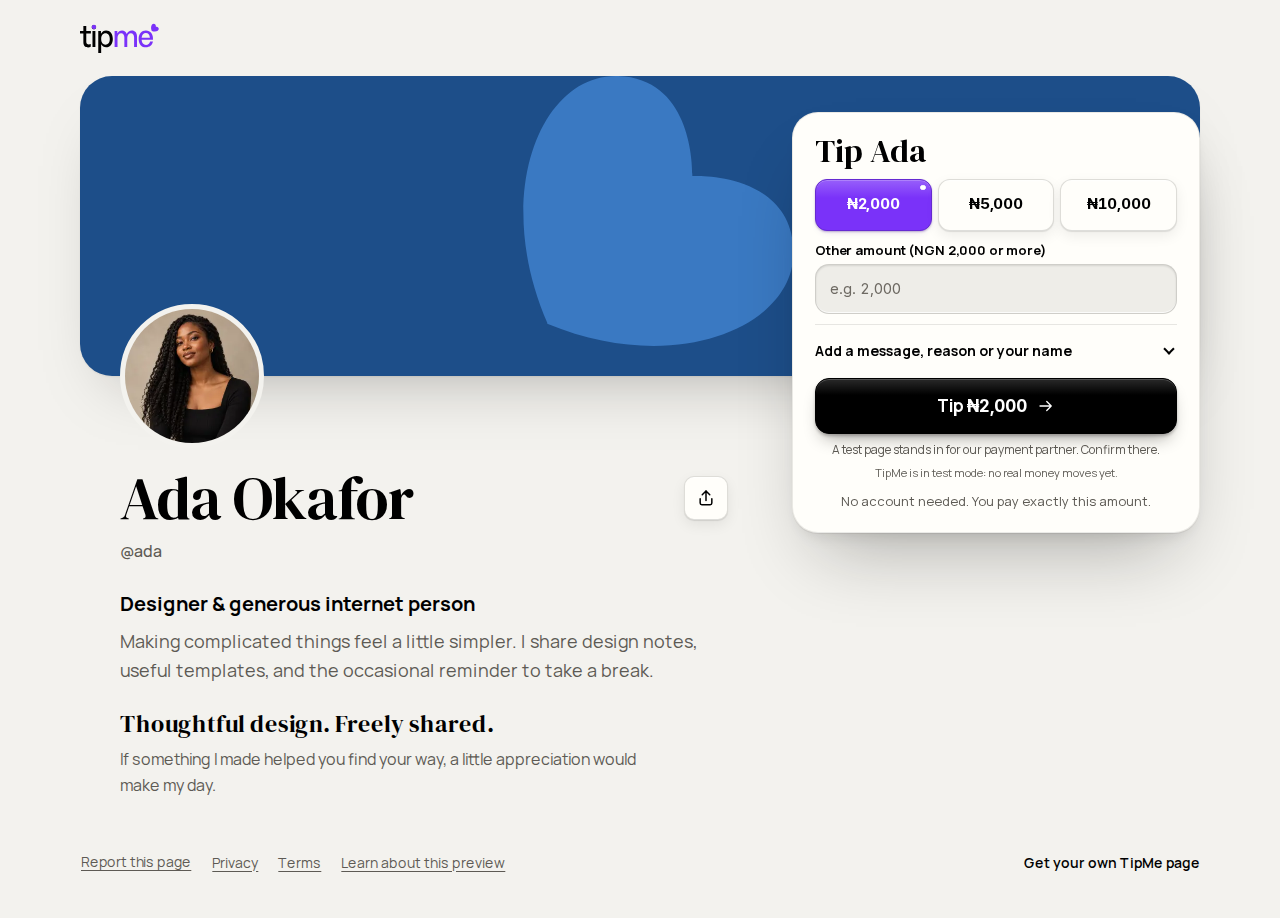 tipme
Tip Ada
₦2,000
₦5,000
₦10,000
Other amount (NGN 2,000 or more)
e.g. 2,000
Add a message, reason or your name
Tip ₦2,000 →
A test page stands in for our payment partner. Confirm there.
TipMe is in test mode: no real money moves yet.
No account needed. You pay exactly this amount.
Ada Okafor
@ada
Designer & generous internet person
Making complicated things feel a little simpler. I share design notes,
useful templates, and the occasional reminder to take a break.
Thoughtful design. Freely shared.
If something I made helped you find your way, a little appreciation would
make my day.
Report this page
Privacy
Terms
Learn about this preview
Get your own TipMe page